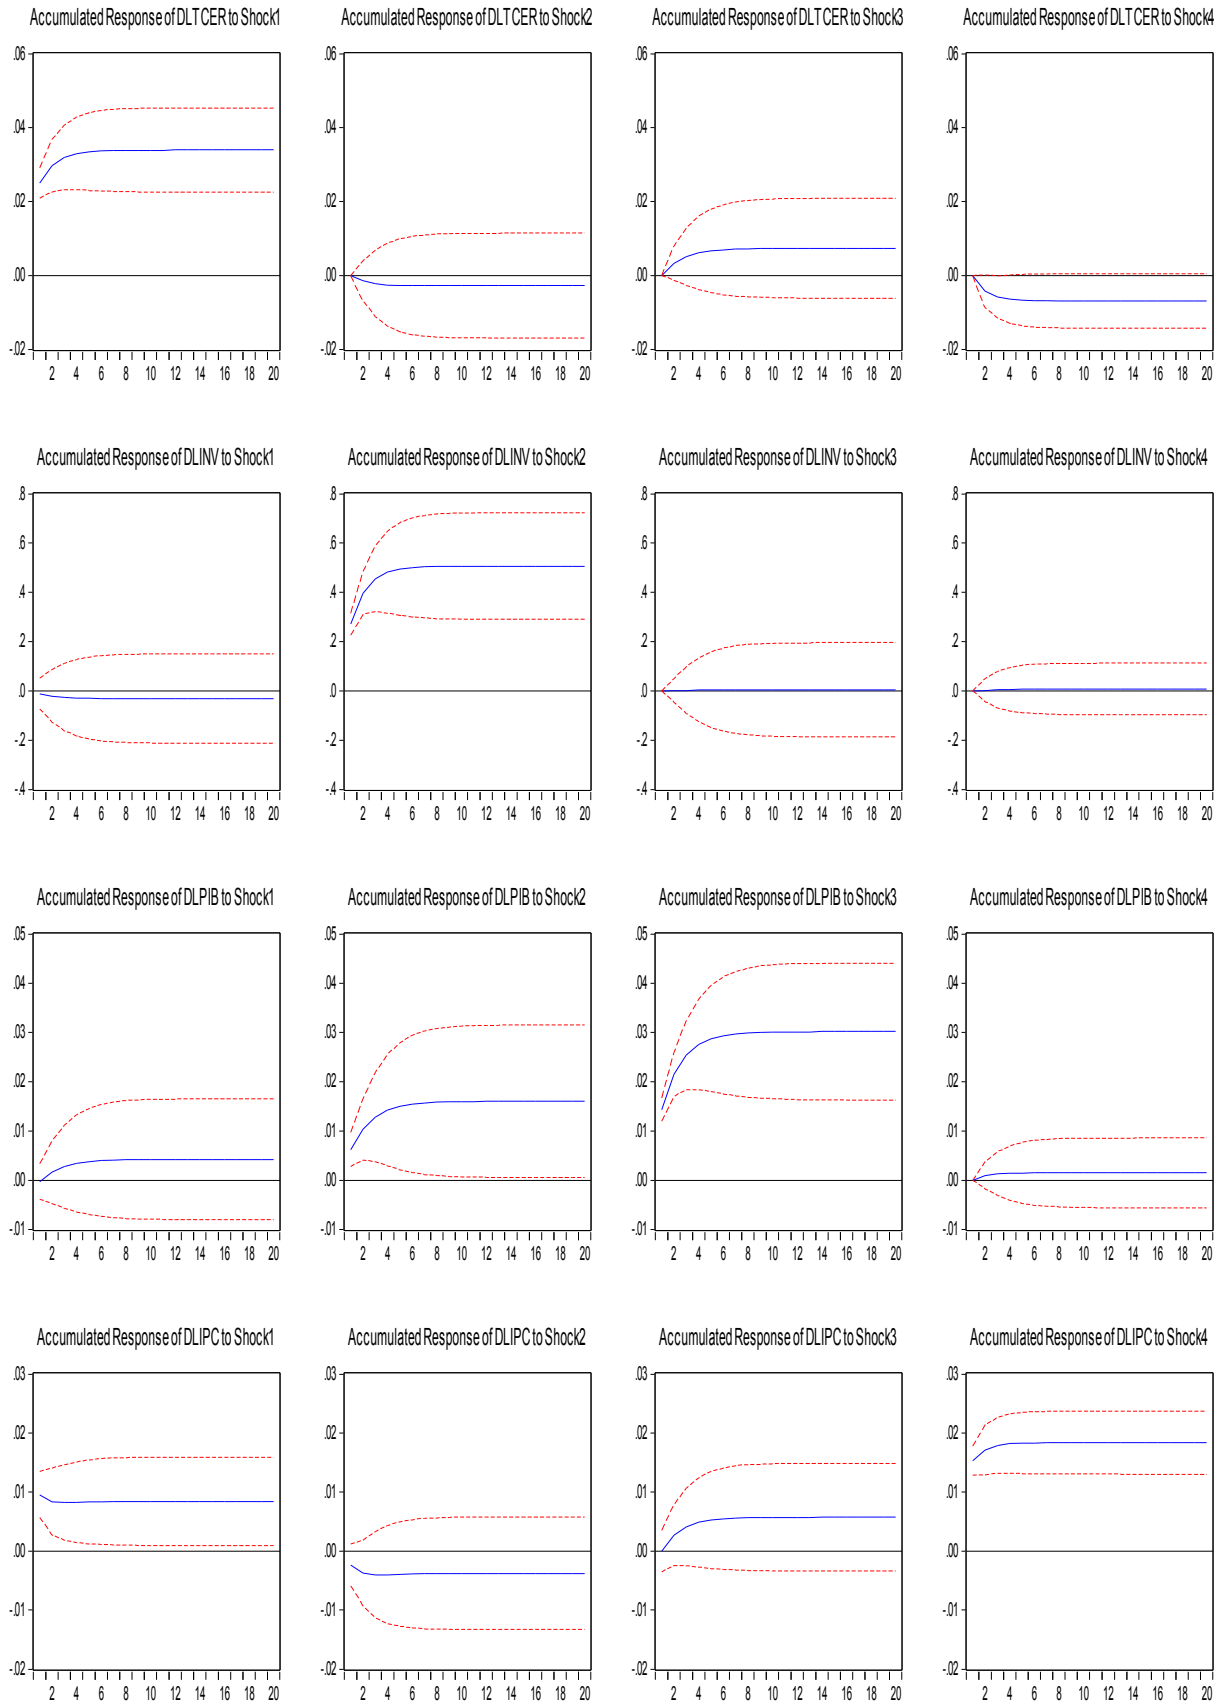 Accumulated Response of DLTCER to Shock1 Accumulated Response of DLTCER to Shock2 Accumulated Response of DLTCER to Shock3 Accumulated Response of DLTCER to Shock4
.06 .06 .06 .06
.04 .04 .04 .04
.02 .02 .02 .02
.00 .00 .00 .00
-.02 -.02 -.02 -.02
2 4 6 8 10 12 14 16 18 20 2 4 6 8 10 12 14 16 18 20 2 4 6 8 10 12 14 16 18 20 2 4 6 8 10 12 14 16 18 20
Accumulated Response of DLINV to Shock1 Accumulated Response of DLINV to Shock2 Accumulated Response of DLINV to Shock3 Accumulated Response of DLINV to Shock4
.8 .8 .8 .8
.6 .6 .6 .6
.4 .4 .4 .4
.2 .2 .2 .2
.0 .0 .0 .0
-.2 -.2 -.2 -.2
-.4 -.4 -.4 -.4
2 4 6 8 10 12 14 16 18 20 2 4 6 8 10 12 14 16 18 20 2 4 6 8 10 12 14 16 18 20 2 4 6 8 10 12 14 16 18 20
Accumulated Response of DLPIB to Shock1 Accumulated Response of DLPIB to Shock2 Accumulated Response of DLPIB to Shock3 Accumulated Response of DLPIB to Shock4
.05 .05 .05 .05
.04 .04 .04 .04
.03 .03 .03 .03
.02 .02 .02 .02
.01 .01 .01 .01
.00 .00 .00 .00
-.01 -.01 -.01 -.01
2 4 6 8 10 12 14 16 18 20 2 4 6 8 10 12 14 16 18 20 2 4 6 8 10 12 14 16 18 20 2 4 6 8 10 12 14 16 18 20
Accumulated Response of DLIPC to Shock1 Accumulated Response of DLIPC to Shock2 Accumulated Response of DLIPC to Shock3 Accumulated Response of DLIPC to Shock4
.03 .03 .03 .03
.02 .02 .02 .02
.01 .01 .01 .01
.00 .00 .00 .00
-.01 -.01 -.01 -.01
-.02 -.02 -.02 -.02
2 4 6 8 10 12 14 16 18 20 2 4 6 8 10 12 14 16 18 20 2 4 6 8 10 12 14 16 18 20 2 4 6 8 10 12 14 16 18 20